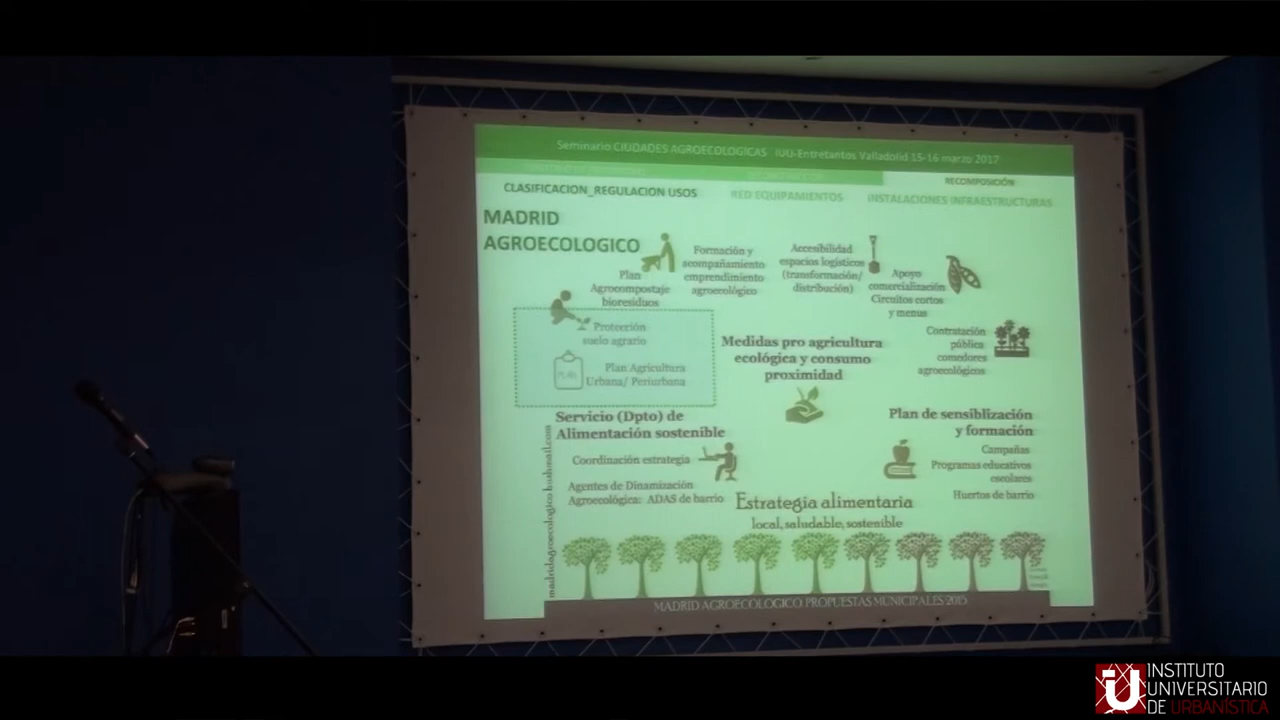 Seminario CIUDADES AGROECOLOGICAS IUU-Entretantos Valladolid 15-16 marzo 2017
RECOMPOSICIÓN
CLASIFICACION_REGULACION USOS
RED EQUIPAMIENTOS
INSTALACIONES INFRAESTRUCTURAS
MADRID
AGROECOLOGICO
Plan
Agrocompostaje
bioresiduos
Formación y
acompañamiento
emprendimiento
agroecológico
Accesibilidad
espacios logísticos
(transformación/
distribución)
Apoyo
comercialización
Circuitos cortos
y menus
Protección
suelo agrario
Plan Agricultura
Urbana/ Periurbana
Medidas pro agricultura
ecológica y consumo
proximidad
Contratación
pública
comedores
agroecológicos
Servicio (Dpto) de
Alimentación sostenible
Coordinación estrategia
Agentes de Dinamización
Agroecológica: ADAS de barrio
Plan de sensiblización
y formación
Campañas
Programas educativos
escolares
Huertos de barrio
Estrategia alimentaria
local, saludable, sostenible
MADRID AGROECOLOGICO. PROPUESTAS MUNICIPALES 2015
INSTITUTO
UNIVERSITARIO
DE URBANÍSTICA